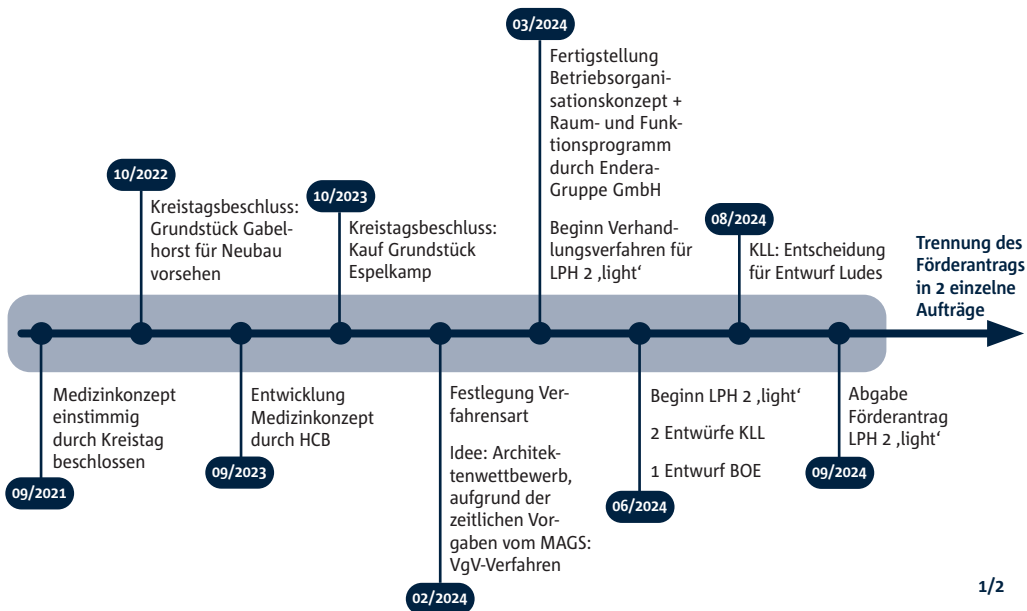 03/2024
Fertigstellung
Betriebsorgani-
sationskonzept +
Raum- und Funk-
tionsprogramm
durch Endera-
Gruppe GmbH
Beginn Verhand-
lungsverfahren für
LPH 2 ‚light‘
10/2022
Kreistagsbeschluss:
Grundstück Gabel-
horst für Neubau
vorsehen
10/2023
Kreistagsbeschluss:
Kauf Grundstück
Espelkamp
08/2024
KLL: Entscheidung
für Entwurf Ludes
Trennung des
Förderantrags
in 2 einzelne
Aufträge
Medizinkonzept
einstimmig
durch Kreistag
beschlossen
09/2021
Entwicklung
Medizinkonzept
durch HCB
09/2023
Festlegung Ver-
fahrensart
Idee: Architek-
tenwettbewerb,
aufgrund der
zeitlichen Vor-
gaben vom MAGS:
VgV-Verfahren
02/2024
Beginn LPH 2 ‚light‘
2 Entwürfe KLL
1 Entwurf BOE
06/2024
Abgabe
Förderantrag
LPH 2 ‚light‘
09/2024
1/2